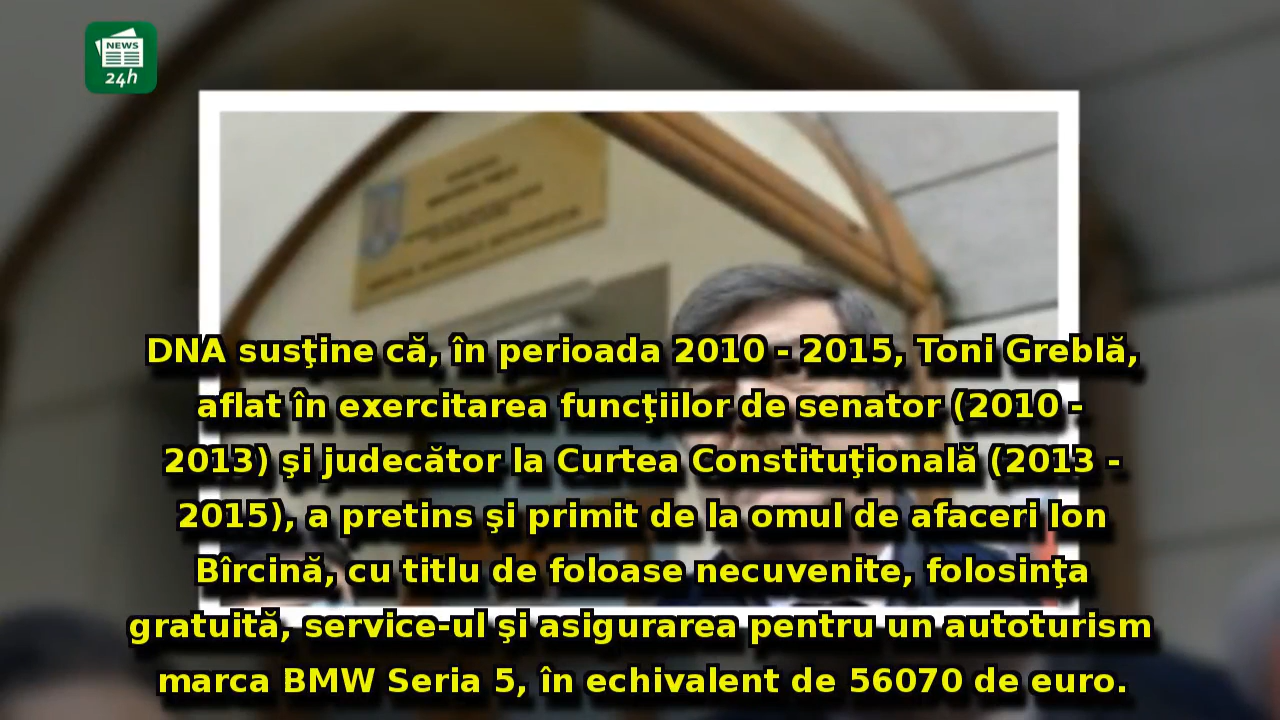 NEWS
24h
DNA susţine că, în perioada 2010 - 2015, Toni Greblă,
aflat în exercitarea funcţiilor de senator (2010 -
2013) şi judecător la Curtea Constituţională (2013 -
2015), a pretins şi primit de la omul de afaceri Ion
Bîrcină, cu titlu de foloase necuvenite, folosinţa
gratuită, service-ul şi asigurarea pentru un autoturism
marca BMW Seria 5, în echivalent de 56070 de euro.